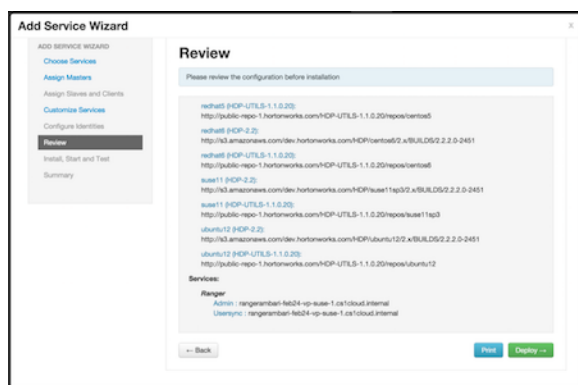 Add Service Wizard
x
ADD SERVICE WIZARD
Choose Services
Assign Masters
Assign Slaves and Clients
Customize Services
Configure Identities
Review
Install, Start and Test
Summary
Review
Please review the configuration before installation
redhat5 (HDP-UTILS-1.1.0.20):
http://public-repo-1.hortonworks.com/HDP-UTILS-1.1.0.20/repos/centos5
redhat6 (HDP-2.2):
http://s3.amazonaws.com/dev.hortonworks.com/HDP/centos6/2.x/BUILDS/2.2.2.0-2451
redhat6 (HDP-UTILS-1.1.0.20):
http://public-repo-1.hortonworks.com/HDP-UTILS-1.1.0.20/repos/centos6
suse11 (HDP-2.2):
http://s3.amazonaws.com/dev.hortonworks.com/HDP/suse11sp3/2.x/BUILDS/2.2.2.0-2451
suse11 (HDP-UTILS-1.1.0.20):
http://public-repo-1.hortonworks.com/HDP-UTILS-1.1.0.20/repos/suse11sp3
ubuntu12 (HDP-2.2):
http://s3.amazonaws.com/dev.hortonworks.com/HDP/ubuntu12/2.x/BUILDS/2.2.2.0-2451
ubuntu12 (HDP-UTILS-1.1.0.20):
http://public-repo-1.hortonworks.com/HDP-UTILS-1.1.0.20/repos/ubuntu12
Services:
Ranger
Admin : rangerambari-feb24-vp-suse-1.cs1cloud.internal
Usersync : rangerambari-feb24-vp-suse-1.cs1cloud.internal
← Back
Print
Deploy →